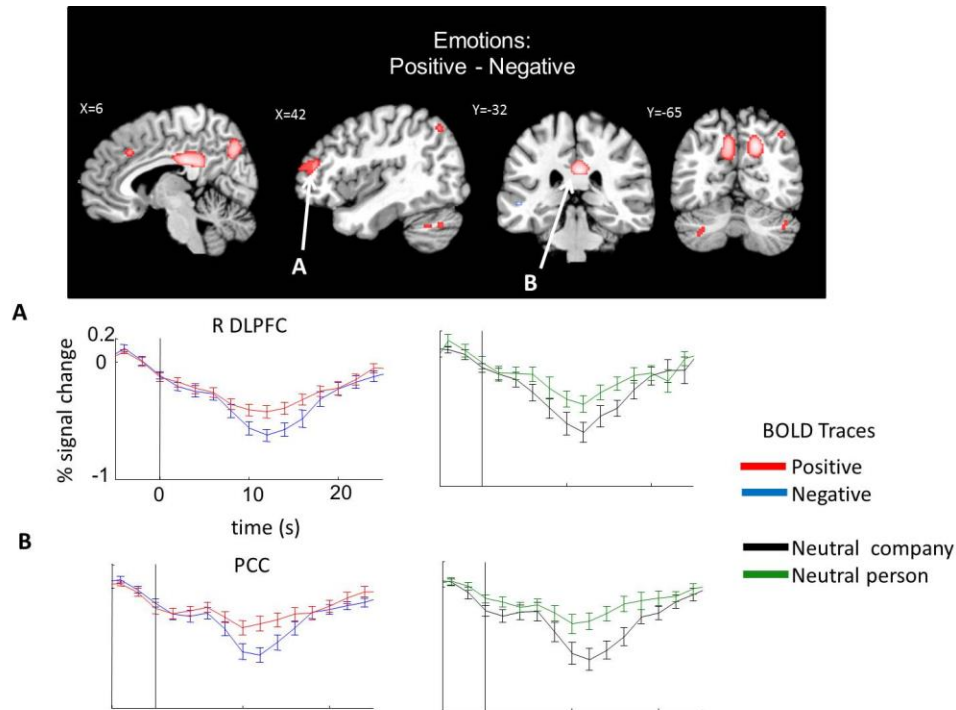 Emotions:
Positive - Negative
X=6
X=42
Y=-32
Y=-65
A
B
A
R DLPFC
0.2
0
-1
% signal change
0
10
20
time (s)
BOLD Traces
Positive
Negative
Neutral company
Neutral person
B
PCC